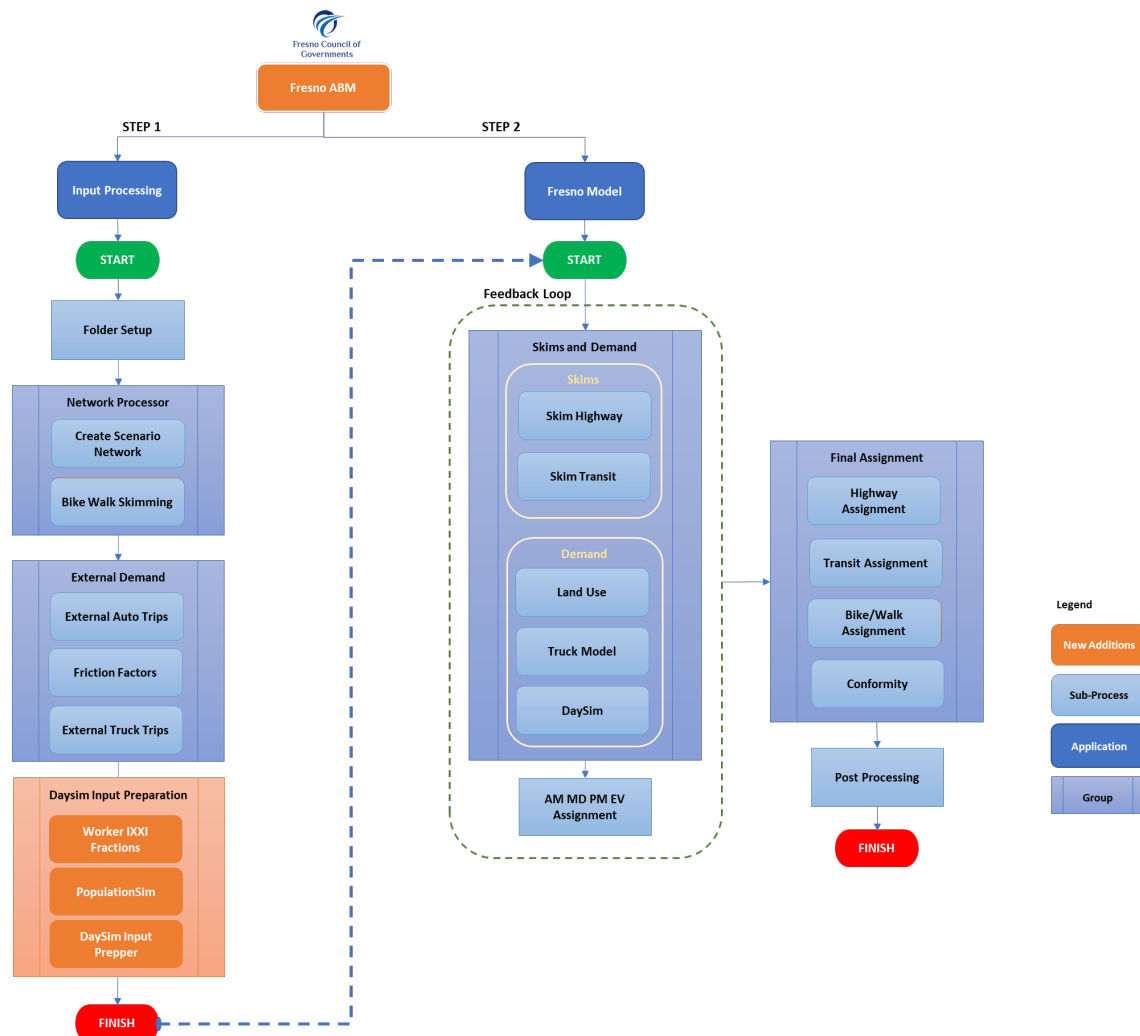 Fresno Council of
Governments
Fresno ABM
STEP 1
STEP 2
Input Processing
START
Folder Setup
Network Processor
Create Scenario
Network
Bike Walk Skimming
External Demand
External Auto Trips
Friction Factors
External Truck Trips
Daysim Input Preparation
Worker IXXI
Fractions
PopulationSim
DaySim Input
Prepper
FINISH
Fresno Model
START
Feedback Loop
Skims and Demand
Skims
Skim Highway
Skim Transit
Demand
Land Use
Truck Model
DaySim
AM MD PM EV
Assignment
Final Assignment
Highway
Assignment
Transit Assignment
Bike/Walk
Assignment
Conformity
Post Processing
FINISH
Legend
New Additions
Sub-Process
Application
Group